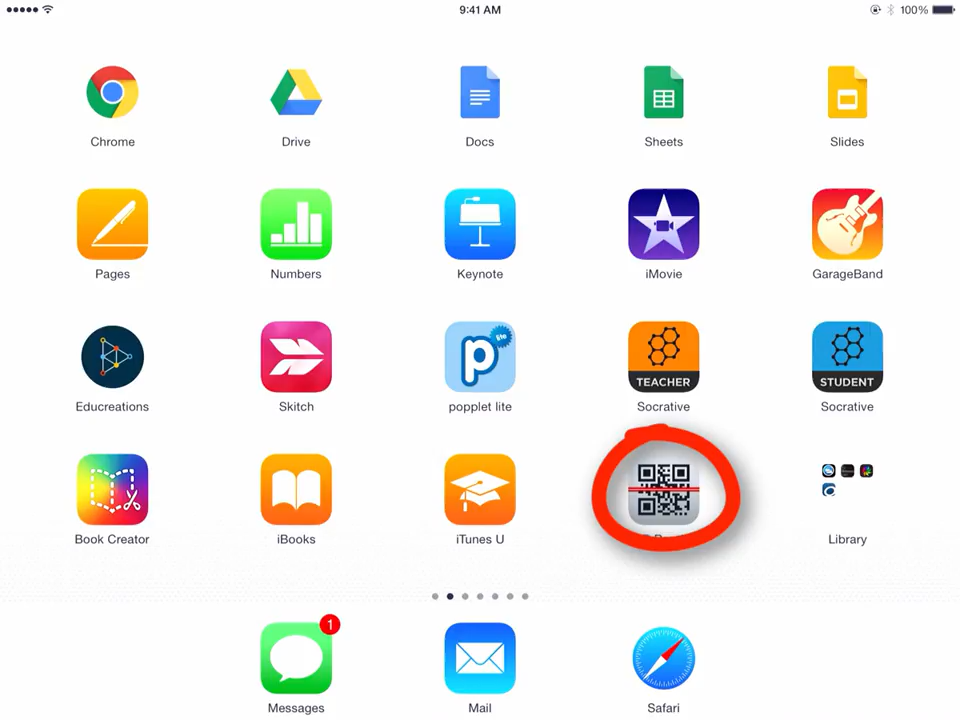 9:41 AM
100%
Chrome
Drive
Docs
Sheets
Slides
Pages
Numbers
Keynote
iMovie
GarageBand
p
lite
TEACHER
STUDENT
Educreations
Skitch
popplet lite
Socrative
Socrative
Book Creator
iBooks
iTunes U
Library
1
Messages
Mail
Safari